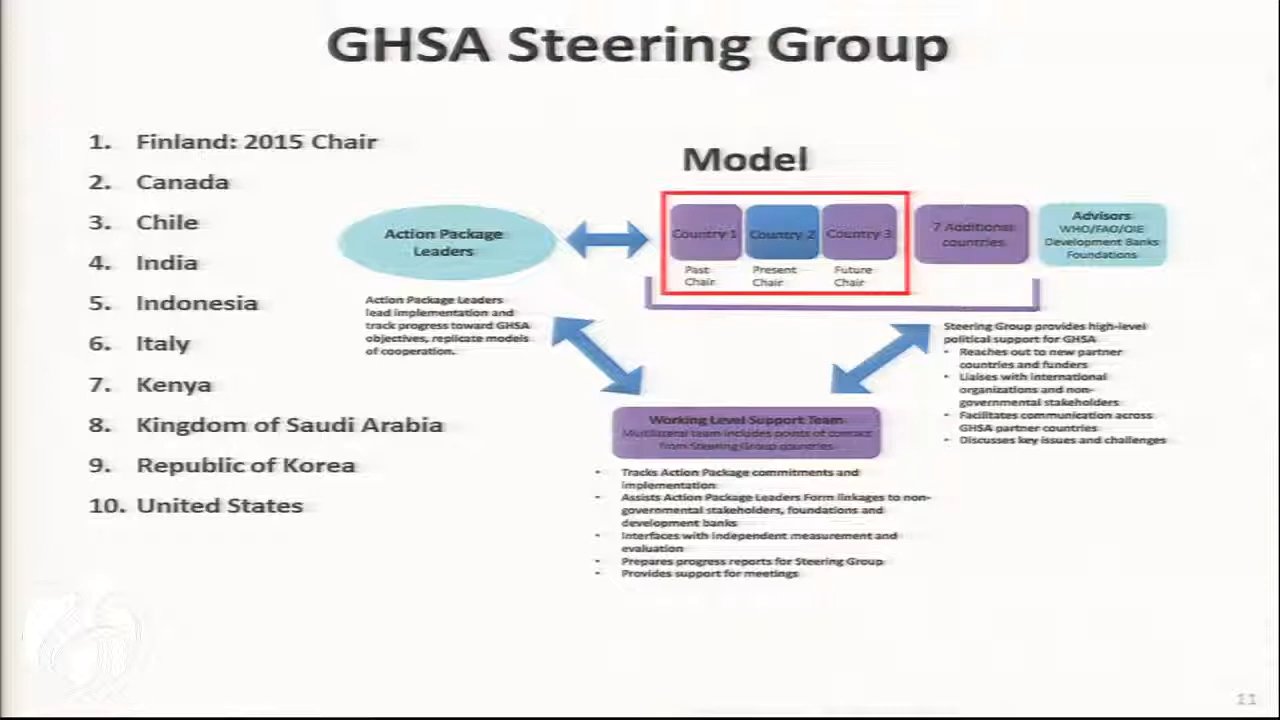 GHSA Steering Group
1. Finland: 2015 Chair
2. Canada
3. Chile
4. India
5. Indonesia
6. Italy
7. Kenya
8. Kingdom of Saudi Arabia
9. Republic of Korea
10. United States
Model
Action Package
Leaders
Country 1
Country 2
Country 3
Past
Chair
Present
Chair
Future
Chair
7 Additional
countries
Advisors
WHO/FAO/OIE
Development Banks
Foundations
Action Package Leaders
lead implementation and
track progress toward GHSA
objectives, replicate models
of cooperation.
Steering Group provides high-level
political support for GHSA
• Reaches out to new partner
countries and funders
• Liaises with international
organizations and non-
governmental stakeholders
• Facilitates communication across
GHSA partner countries
• Discusses key issues and challenges
Working Level Support Team
Multilateral team includes points of contact
from Steering Group countries
• Tracks Action Package commitments and
implementation
• Assists Action Package Leaders Form linkages to non-
governmental stakeholders, foundations and
development banks
• Interfaces with independent measurement and
evaluation
• Prepares progress reports for Steering Group
• Provides support for meetings
11